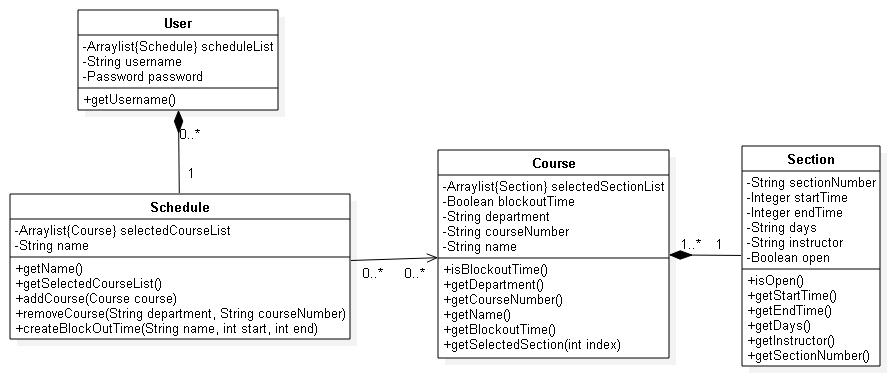 User
-Arraylist{Schedule} scheduleList
-String username
-Password password
+getUsername()
0..*
1
Schedule
-Arraylist{Course} selectedCourseList
-String name
+getName()
+getSelectedCourseList()
+addCourse(Course course)
+removeCourse(String department, String courseNumber)
+createBlockOutTime(String name, int start, int end)
0..*
0..*
Course
-Arraylist{Section} selectedSectionList
-Boolean blockoutTime
-String department
-String courseNumber
-String name
+isBlockoutTime()
+getDepartment()
+getCourseNumber()
+getName()
+getBlockoutTime()
+getSelectedSection(int index)
1..*
1
Section
-String sectionNumber
-Integer startTime
-Integer endTime
-String days
-String instructor
-Boolean open
+isOpen()
+getStartTime()
+getEndTime()
+getDays()
+getInstructor()
+getSectionNumber()